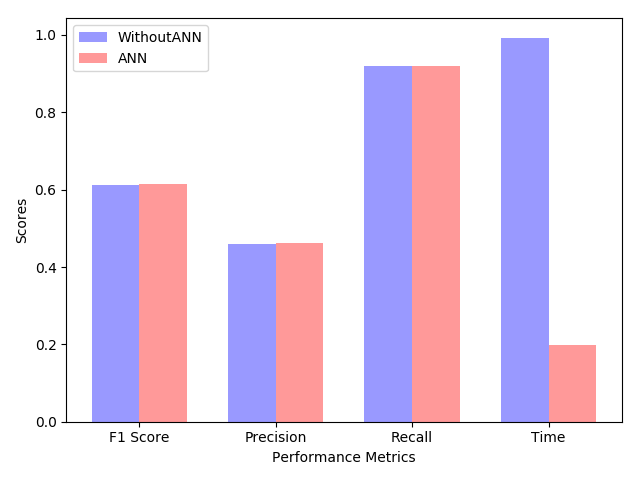 WithoutANN
ANN
1.0
0.8
0.6
0.4
0.2
0.0
Scores
F1 Score Precision Recall Time
Performance Metrics